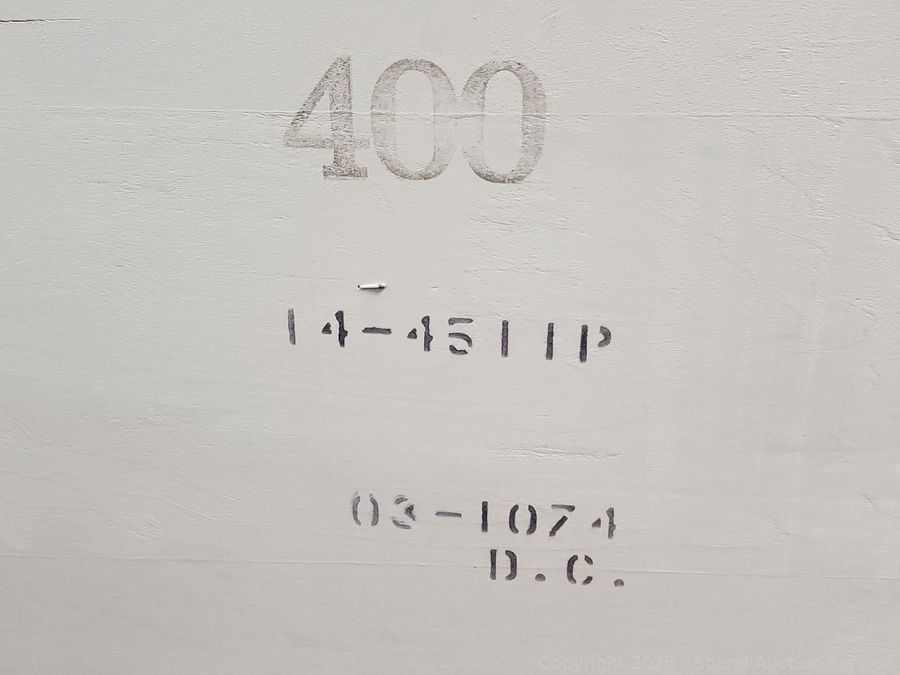 400
14-4511P
03-1074
D.C.
Copyright 2025 - Sound Auction Service